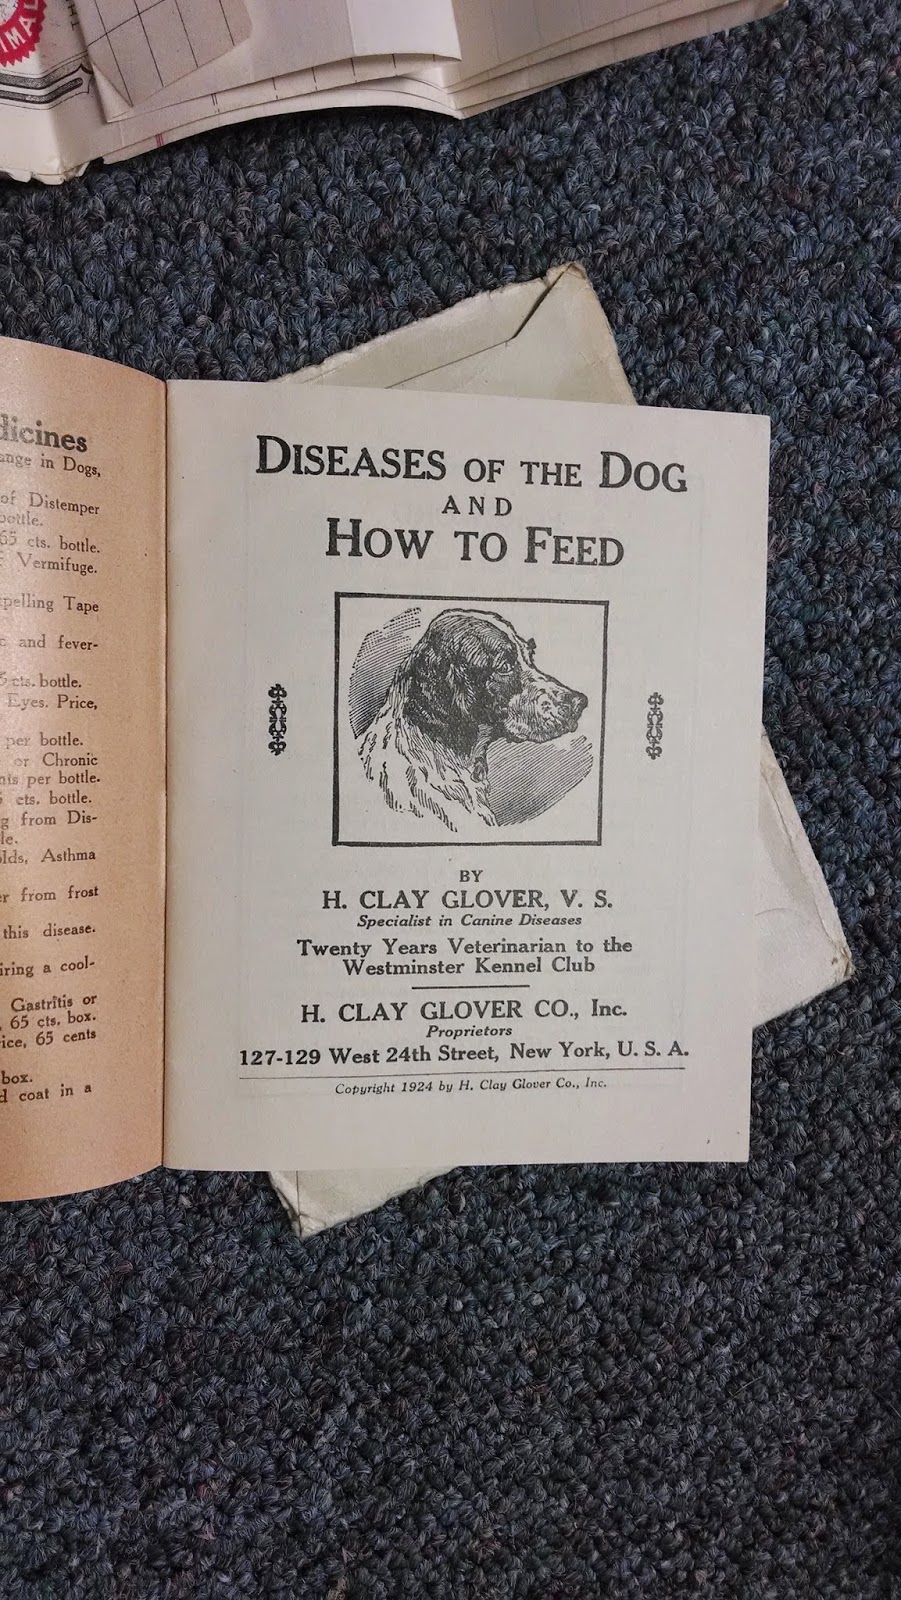 IMAL
dicines
ange in Dogs,
of Distemper
bottle.
65 cts. bottle.
Vermifuge.
pelling Tape
and fever-
cts. bottle.
Eyes. Price,
per bottle.
or Chronic
nts per bottle.
cts. bottle.
g from Dis-
le.
olds, Asthma
er from frost
this disease.
iring a cool-
Gastritis or
65 cts. box.
rice, 65 cents
box.
d coat in a
DISEASES OF THE DOG
AND
HOW TO FEED
BY
H. CLAY GLOVER, V. S.
Specialist in Canine Diseases
Twenty Years Veterinarian to the
Westminster Kennel Club
H. CLAY GLOVER CO., Inc.
Proprietors
127-129 West 24th Street, New York, U. S. A.
Copyright 1924 by H. Clay Glover Co., Inc.